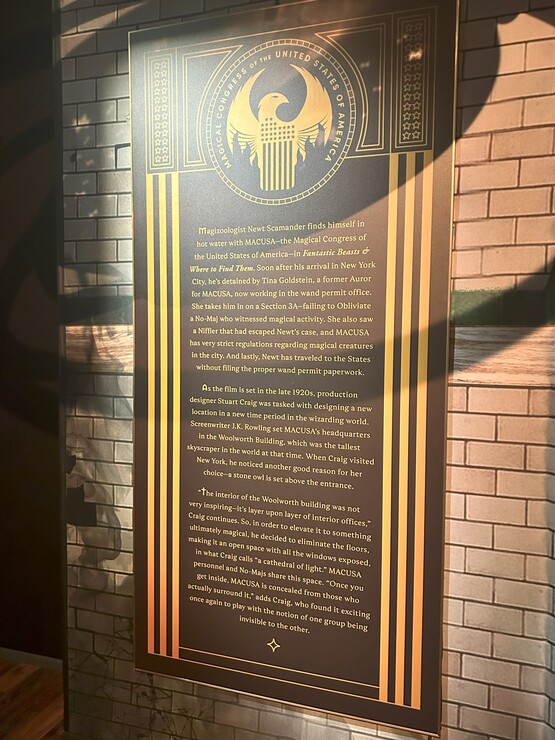 MAGICAL CONGRESS OF THE UNITED STATES OF AMERICA
Magizoologist Newt Scamander finds himself in
hot water with MACUSA—the Magical Congress of
the United States of America—in Fantastic Beasts &
Where to Find Them. Soon after his arrival in New York
City, he's detained by Tina Goldstein, a former Auror
for MACUSA, now working in the wand permit office.
She takes him in on a Section 3A—failing to Obliviate
a No-Maj who witnessed magical activity. She also saw
a Niffler that had escaped Newt's case, and MACUSA
has very strict regulations regarding magical creatures
in the city. And lastly, Newt has traveled to the States
without filing the proper wand permit paperwork.
As the film is set in the late 1920s, production
designer Stuart Craig was tasked with designing a new
location in a new time period in the wizarding world.
Screenwriter J.K. Rowling set MACUSA's headquarters
in the Woolworth Building, which was the tallest
skyscraper in the world at that time. When Craig visited
New York, he noticed another good reason for her
choice—a stone owl is set above the entrance.
"The interior of the Woolworth building was not
very inspiring—it's layer upon layer of interior offices,"
Craig continues. So, in order to elevate it to something
ultimately magical, he decided to eliminate the floors,
making it an open space with all the windows exposed,
in what Craig calls "a cathedral of light." MACUSA
personnel and No-Majs share this space. "Once you
get inside, MACUSA is concealed from those who
actually surround it," adds Craig, who found it exciting
once again to play with the notion of one group being
invisible to the other.